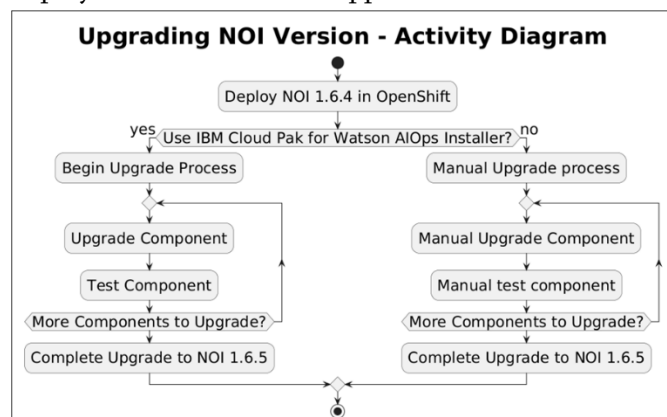 Upgrading NOI Version - Activity Diagram
Deploy NOI 1.6.4 in OpenShift
yes
Use IBM Cloud Pak for Watson AIOps Installer?
no
Begin Upgrade Process
Manual Upgrade process
Upgrade Component
Manual Upgrade Component
Test Component
Manual test component
More Components to Upgrade?
More Components to Upgrade?
Complete Upgrade to NOI 1.6.5
Complete Upgrade to NOI 1.6.5